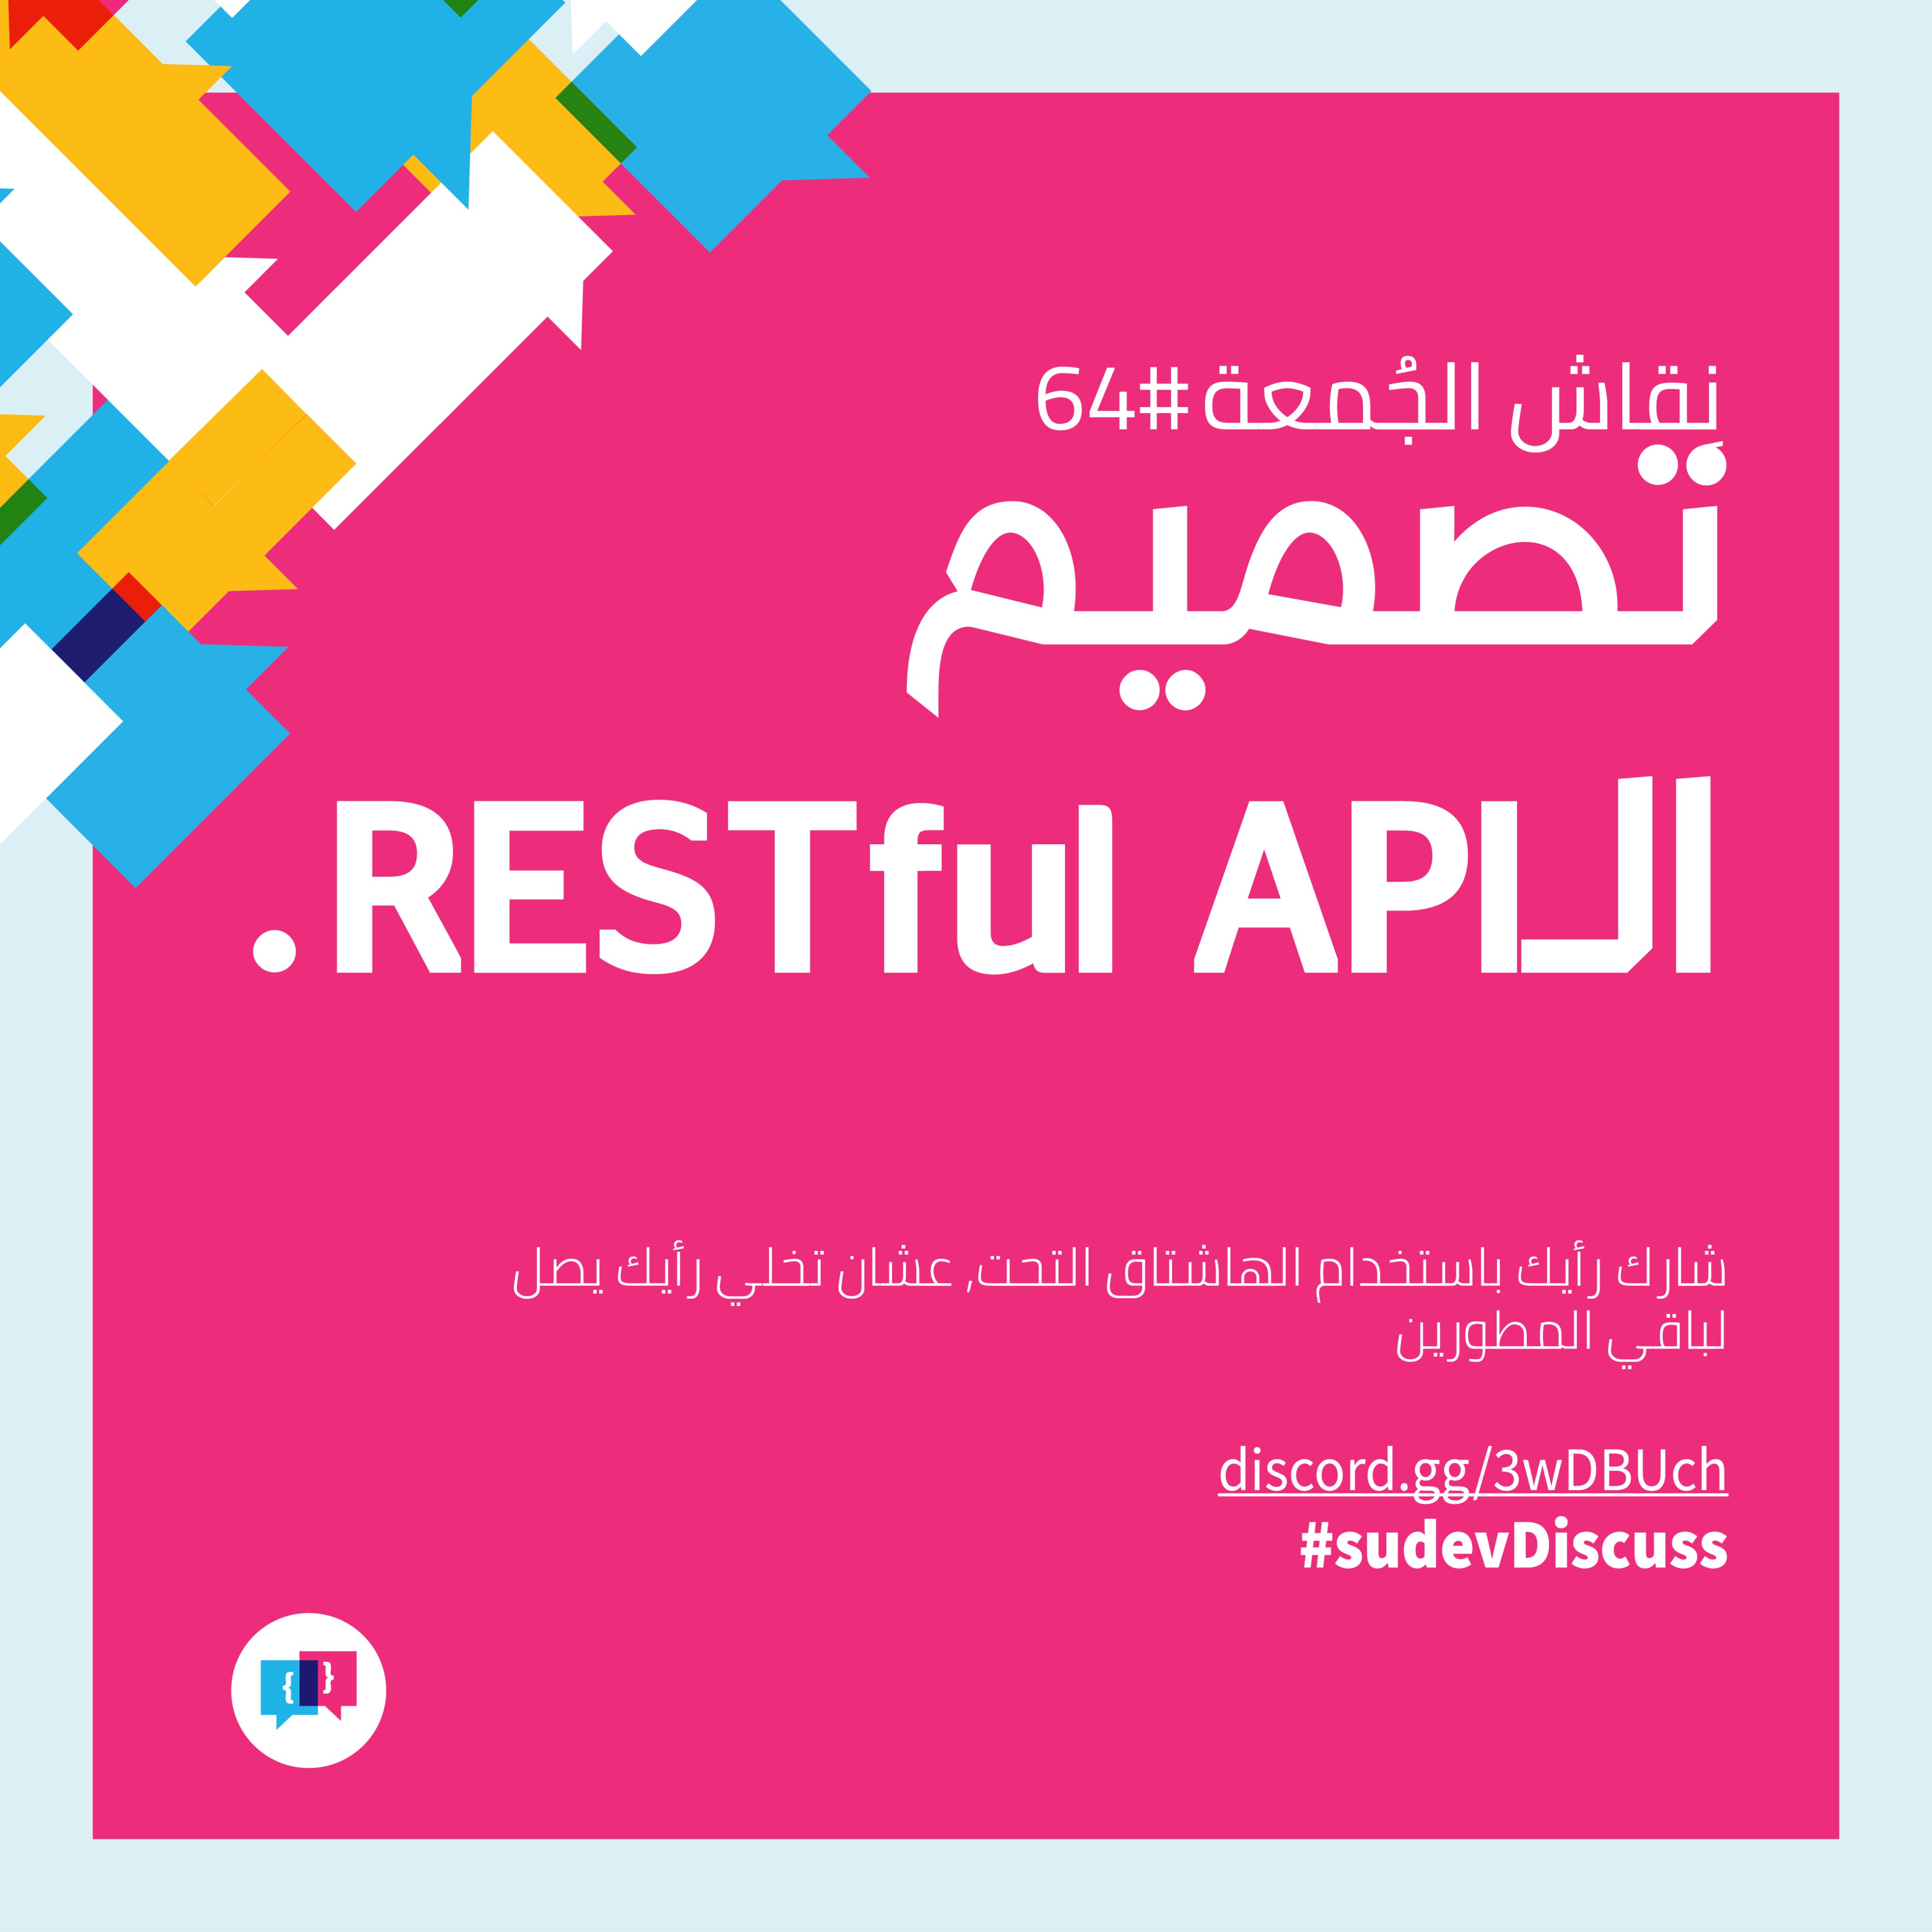 نقاش الجُمعة#64
تصميم
الـRESTful API.
شارك رأيك باستخدام الهاشتاق التحت، عشان تخلي رأيك يصل
لباقي المطورين
discord.gg/3wDBUch
#sudevDiscuss
{ }